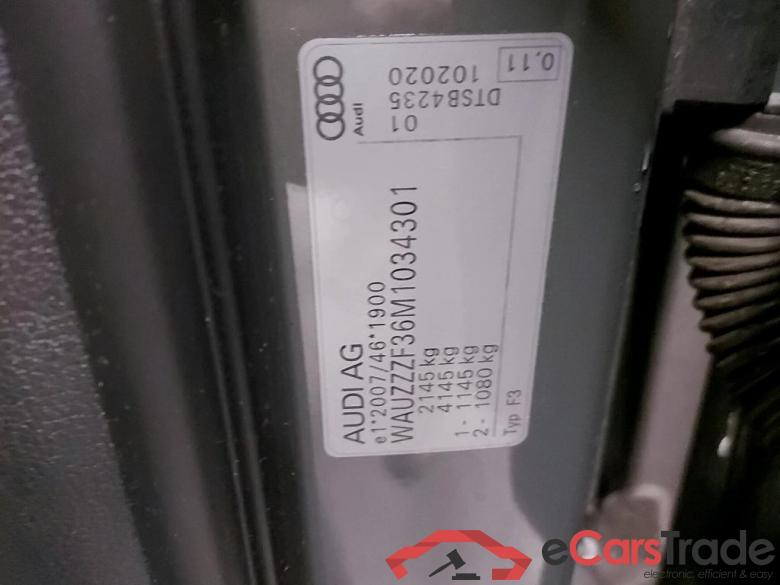 AUDI AG
e1*2007/46*1900
WAUZZZF36M1034301
2145 kg
4145 kg
1- 1145 kg
2- 1080 kg
Typ F3
Audi
01
DTSB4235
102020
0.11
eCarsTrade
electronic, efficient & easy